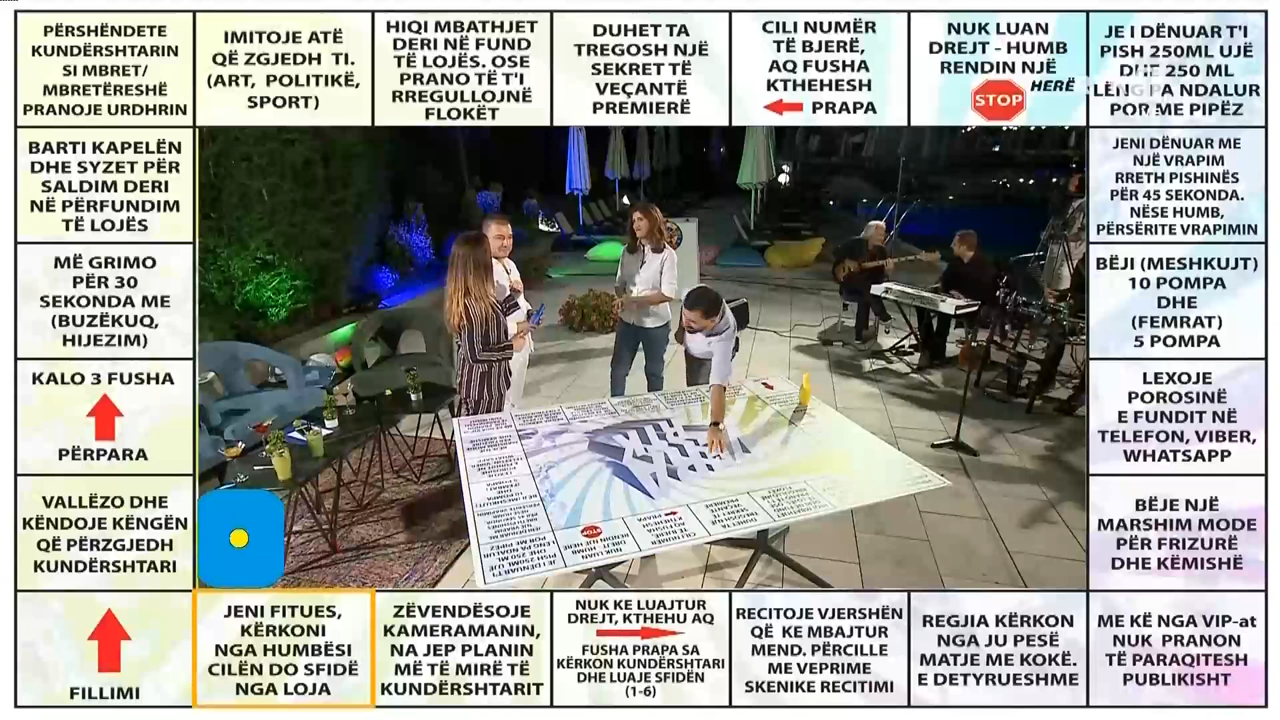 PËRSHËNDETE
KUNDËRSHTARIN
SI MBRET/
MBRETËRESHË
PRANOJE URDHRIN
IMITOJE ATË
QË ZGJEDH TI.
(ART, POLITIKË,
SPORT)
HIQI MBATHJET
DERI NË FUND
TË LOJËS. OSE
PRANO TË T'I
RREGULLOJNË
FLOKËT
DUHET TA
TREGOSH NJË
SEKRET TË
VEÇANTË
PREMIERË
CILI NUMËR
TË BJERË,
AQ FUSHA
KTHEHESH
PRAPA
NUK LUAN
DREJT - HUMB
RENDIN NJË
HERË
STOP
JE I DËNUAR T'I
PISH 250ML UJË
DHE 250 ML
LËNG PA NDALUR
POR ME PIPËZ
BARTI KAPELËN
DHE SYZET PËR
SALDIM DERI
NË PËRFUNDIM
TË LOJËS
JENI DËNUAR ME
NJË VRAPIM
RRETH PISHINËS
PËR 45 SEKONDA.
NËSE HUMB,
PËRSËRITE VRAPIMIN
MË GRIMO
PËR 30
SEKONDA ME
(BUZËKUQ,
HIJEZIM)
BËJI (MESHKUJT)
10 POMPA
DHE
(FEMRAT)
5 POMPA
KALO 3 FUSHA
PËRPARA
LEXOJE
POROSINË
E FUNDIT NË
TELEFON, VIBER,
WHATSAPP
VALLËZO DHE
KËNDOJE KËNGËN
QË PËRZGJEDH
KUNDËRSHTARI
BËJE NJË
MARSHIM MODE
PËR FRIZURË
DHE KËMISHË
FILLIMI
JENI FITUES,
KËRKONI
NGA HUMBËSI
CILËN DO SFIDË
NGA LOJA
ZËVENDËSOJE
KAMERAMANIN,
NA JEP PLANIN
MË TË MIRË TË
KUNDËRSHTARIT
NUK KE LUAJTUR
DREJT, KTHEHU AQ
FUSHA PRAPA SA
KËRKON KUNDËRSHTARI
DHE LUAJE SFIDËN
(1-6)
RECITOJE VJERSHËN
QË KE MBAJTUR
MEND. PËRCILLE
ME VEPRIME
SKENIKE RECITIMI
REGJIA KËRKON
NGA JU PESË
MATJE ME KOKË.
E DETYRUESHME
ME KË NGA VIP-at
NUK PRANON
TË PARAQITESH
PUBLIKISHT